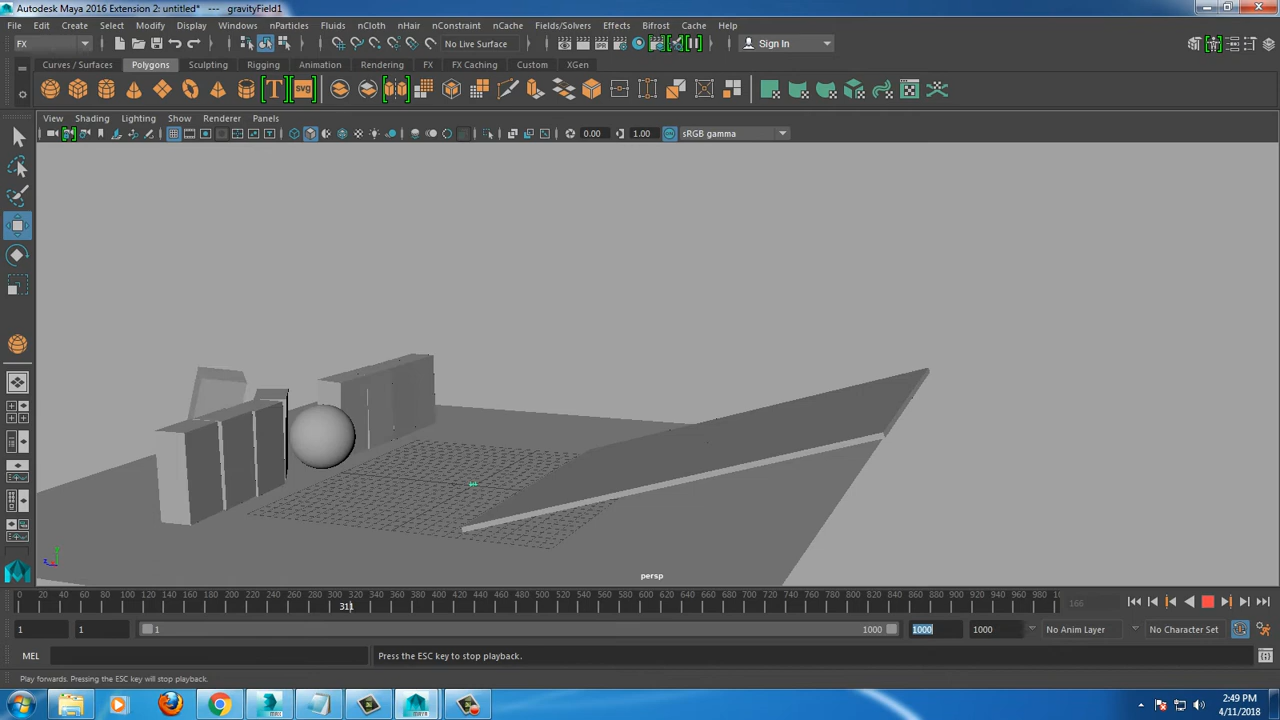 Autodesk Maya 2016 Extension 2: untitled* --- gravityField1
File Edit Create Select Modify Display Windows nParticles Fluids nCloth nHair nConstraint nCache Fields/Solvers Effects Bifrost Cache Help
FX No Live Surface Sign In
Curves / Surfaces Polygons Sculpting Rigging Animation Rendering FX FX Caching Custom XGen
T svg
View Shading Lighting Show Renderer Panels
0.00 1.00 sRGB gamma
persp
0 20 40 60 80 100 120 140 160 180 200 220 240 260 280 300 320 340 360 380 400 420 440 460 480 500 520 540 560 580 600 620 640 660 680 700 720 740 760 780 800 820 840 860 880 900 920 940 960 980
311 166
1 1 1 1000 1000 1000 No Anim Layer No Character Set
MEL Press the ESC key to stop playback.
Play forwards. Pressing the ESC key will stop playback.
2:49 PM
4/11/2018